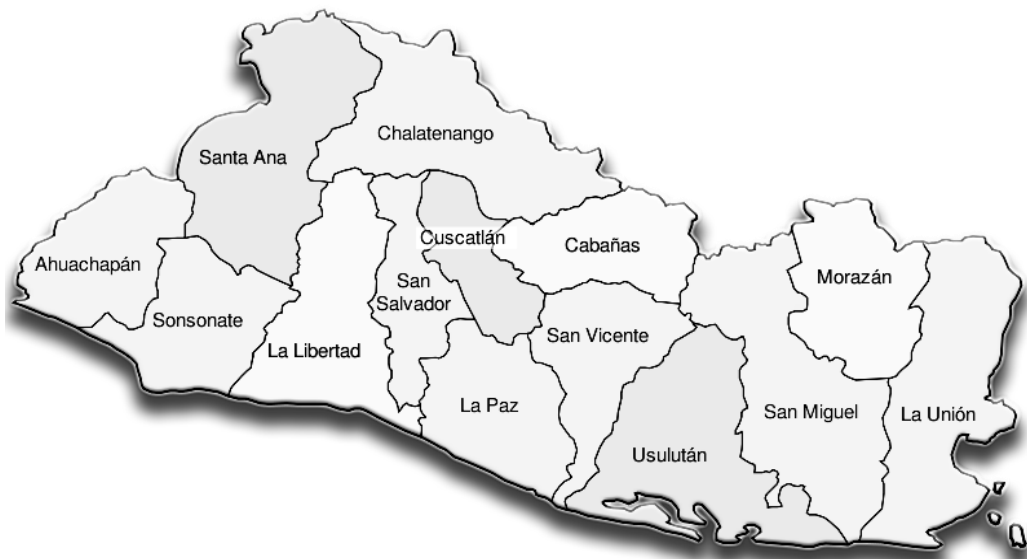 Chalatenango
Santa Ana
Cuscatlán
Cabañas
Ahuachapán
Morazán
San
Salvador
Sonsonate
San Vicente
La Libertad
La Paz
San Miguel
La Unión
Usulután